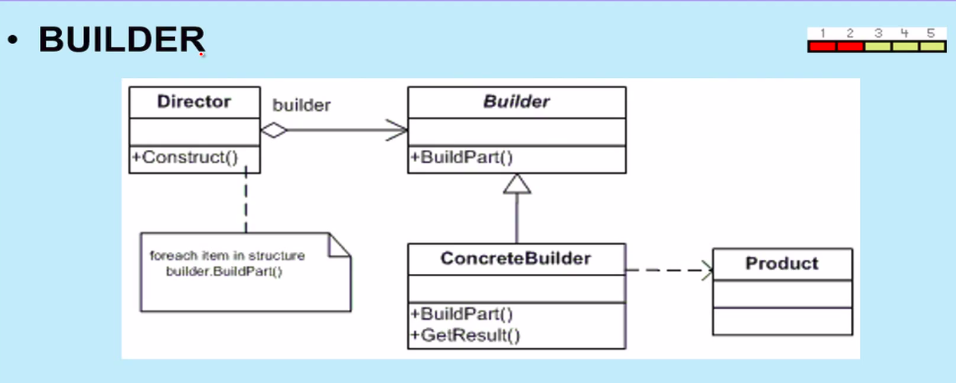 • BUILDER
1 2 3 4 5
Director
builder
Builder
+Construct()
+BuildPart()
foreach item in structure
builder.BuildPart()
ConcreteBuilder
Product
+BuildPart()
+GetResult()